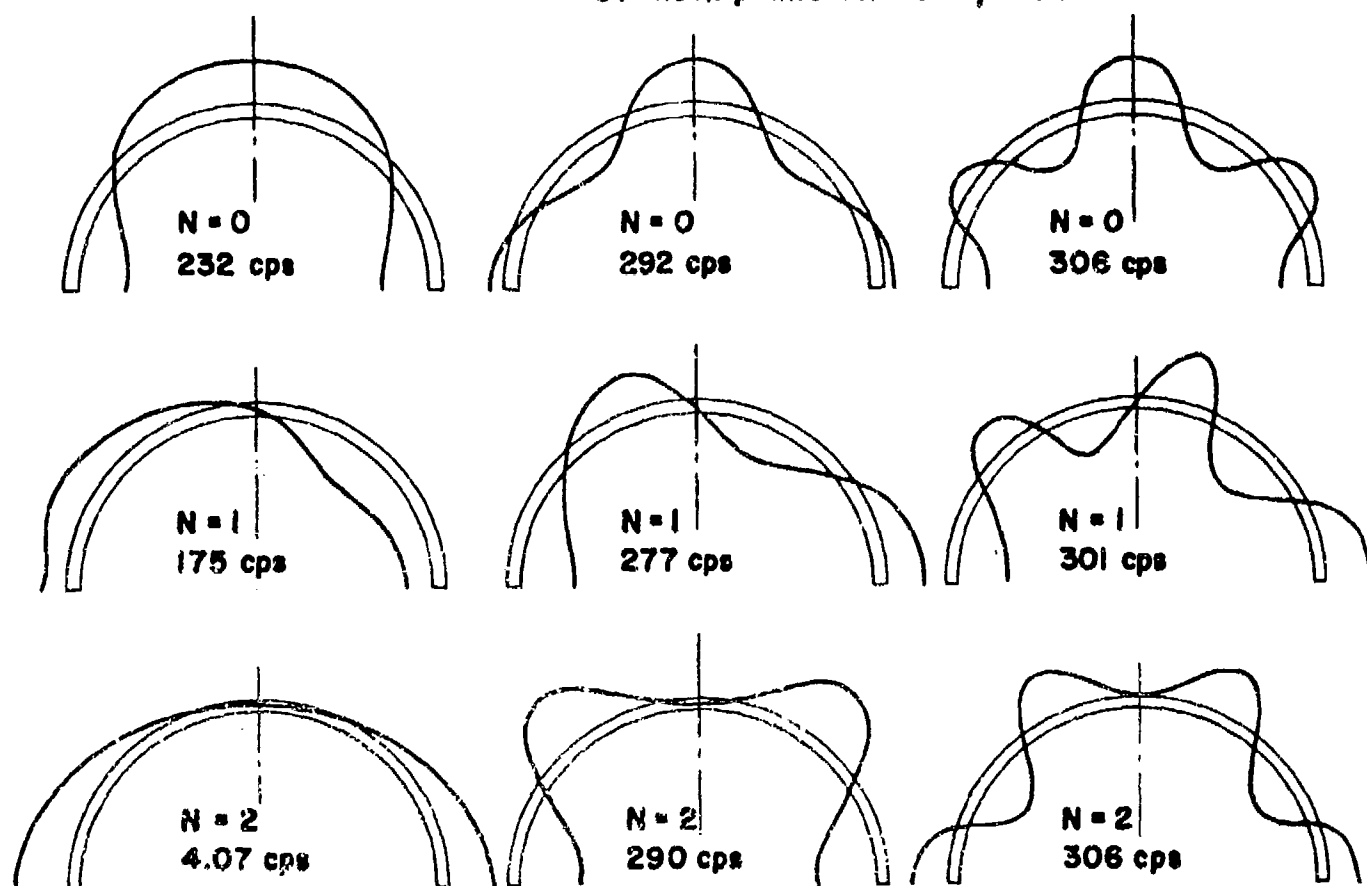 N = 0
232 cps
N = 0
292 cps
N = 0
306 cps
N = 1
175 cps
N = 1
277 cps
N = 1
301 cps
N = 2
4.07 cps
N = 2
290 cps
N = 2
306 cps